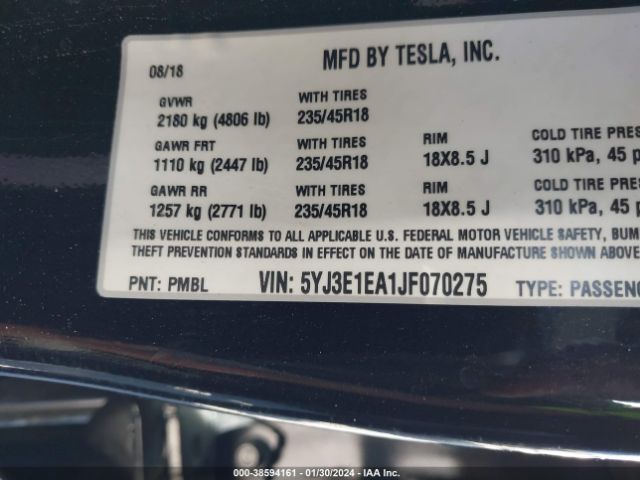 08/18 MFD BY TESLA, INC.
GVWR WITH TIRES
2180 kg (4806 lb) 235/45R18
GAWR FRT WITH TIRES RIM COLD TIRE PRES
1110 kg (2447 lb) 235/45R18 18X8.5 J 310 kPa, 45 p
GAWR RR WITH TIRES RIM COLD TIRE PRES
1257 kg (2771 lb) 235/45R18 18X8.5 J 310 kPa, 45 p
THIS VEHICLE CONFORMS TO ALL APPLICABLE U.S. FEDERAL MOTOR VEHICLE SAFETY, BUM
THEFT PREVENTION STANDARDS IN EFFECT ON THE DATE OF MANUFACTURE SHOWN ABOVE
PNT: PMBL VIN: 5YJ3E1EA1JF070275 TYPE: PASSENG
000-38594161 - 01/30/2024 - IAA Inc.